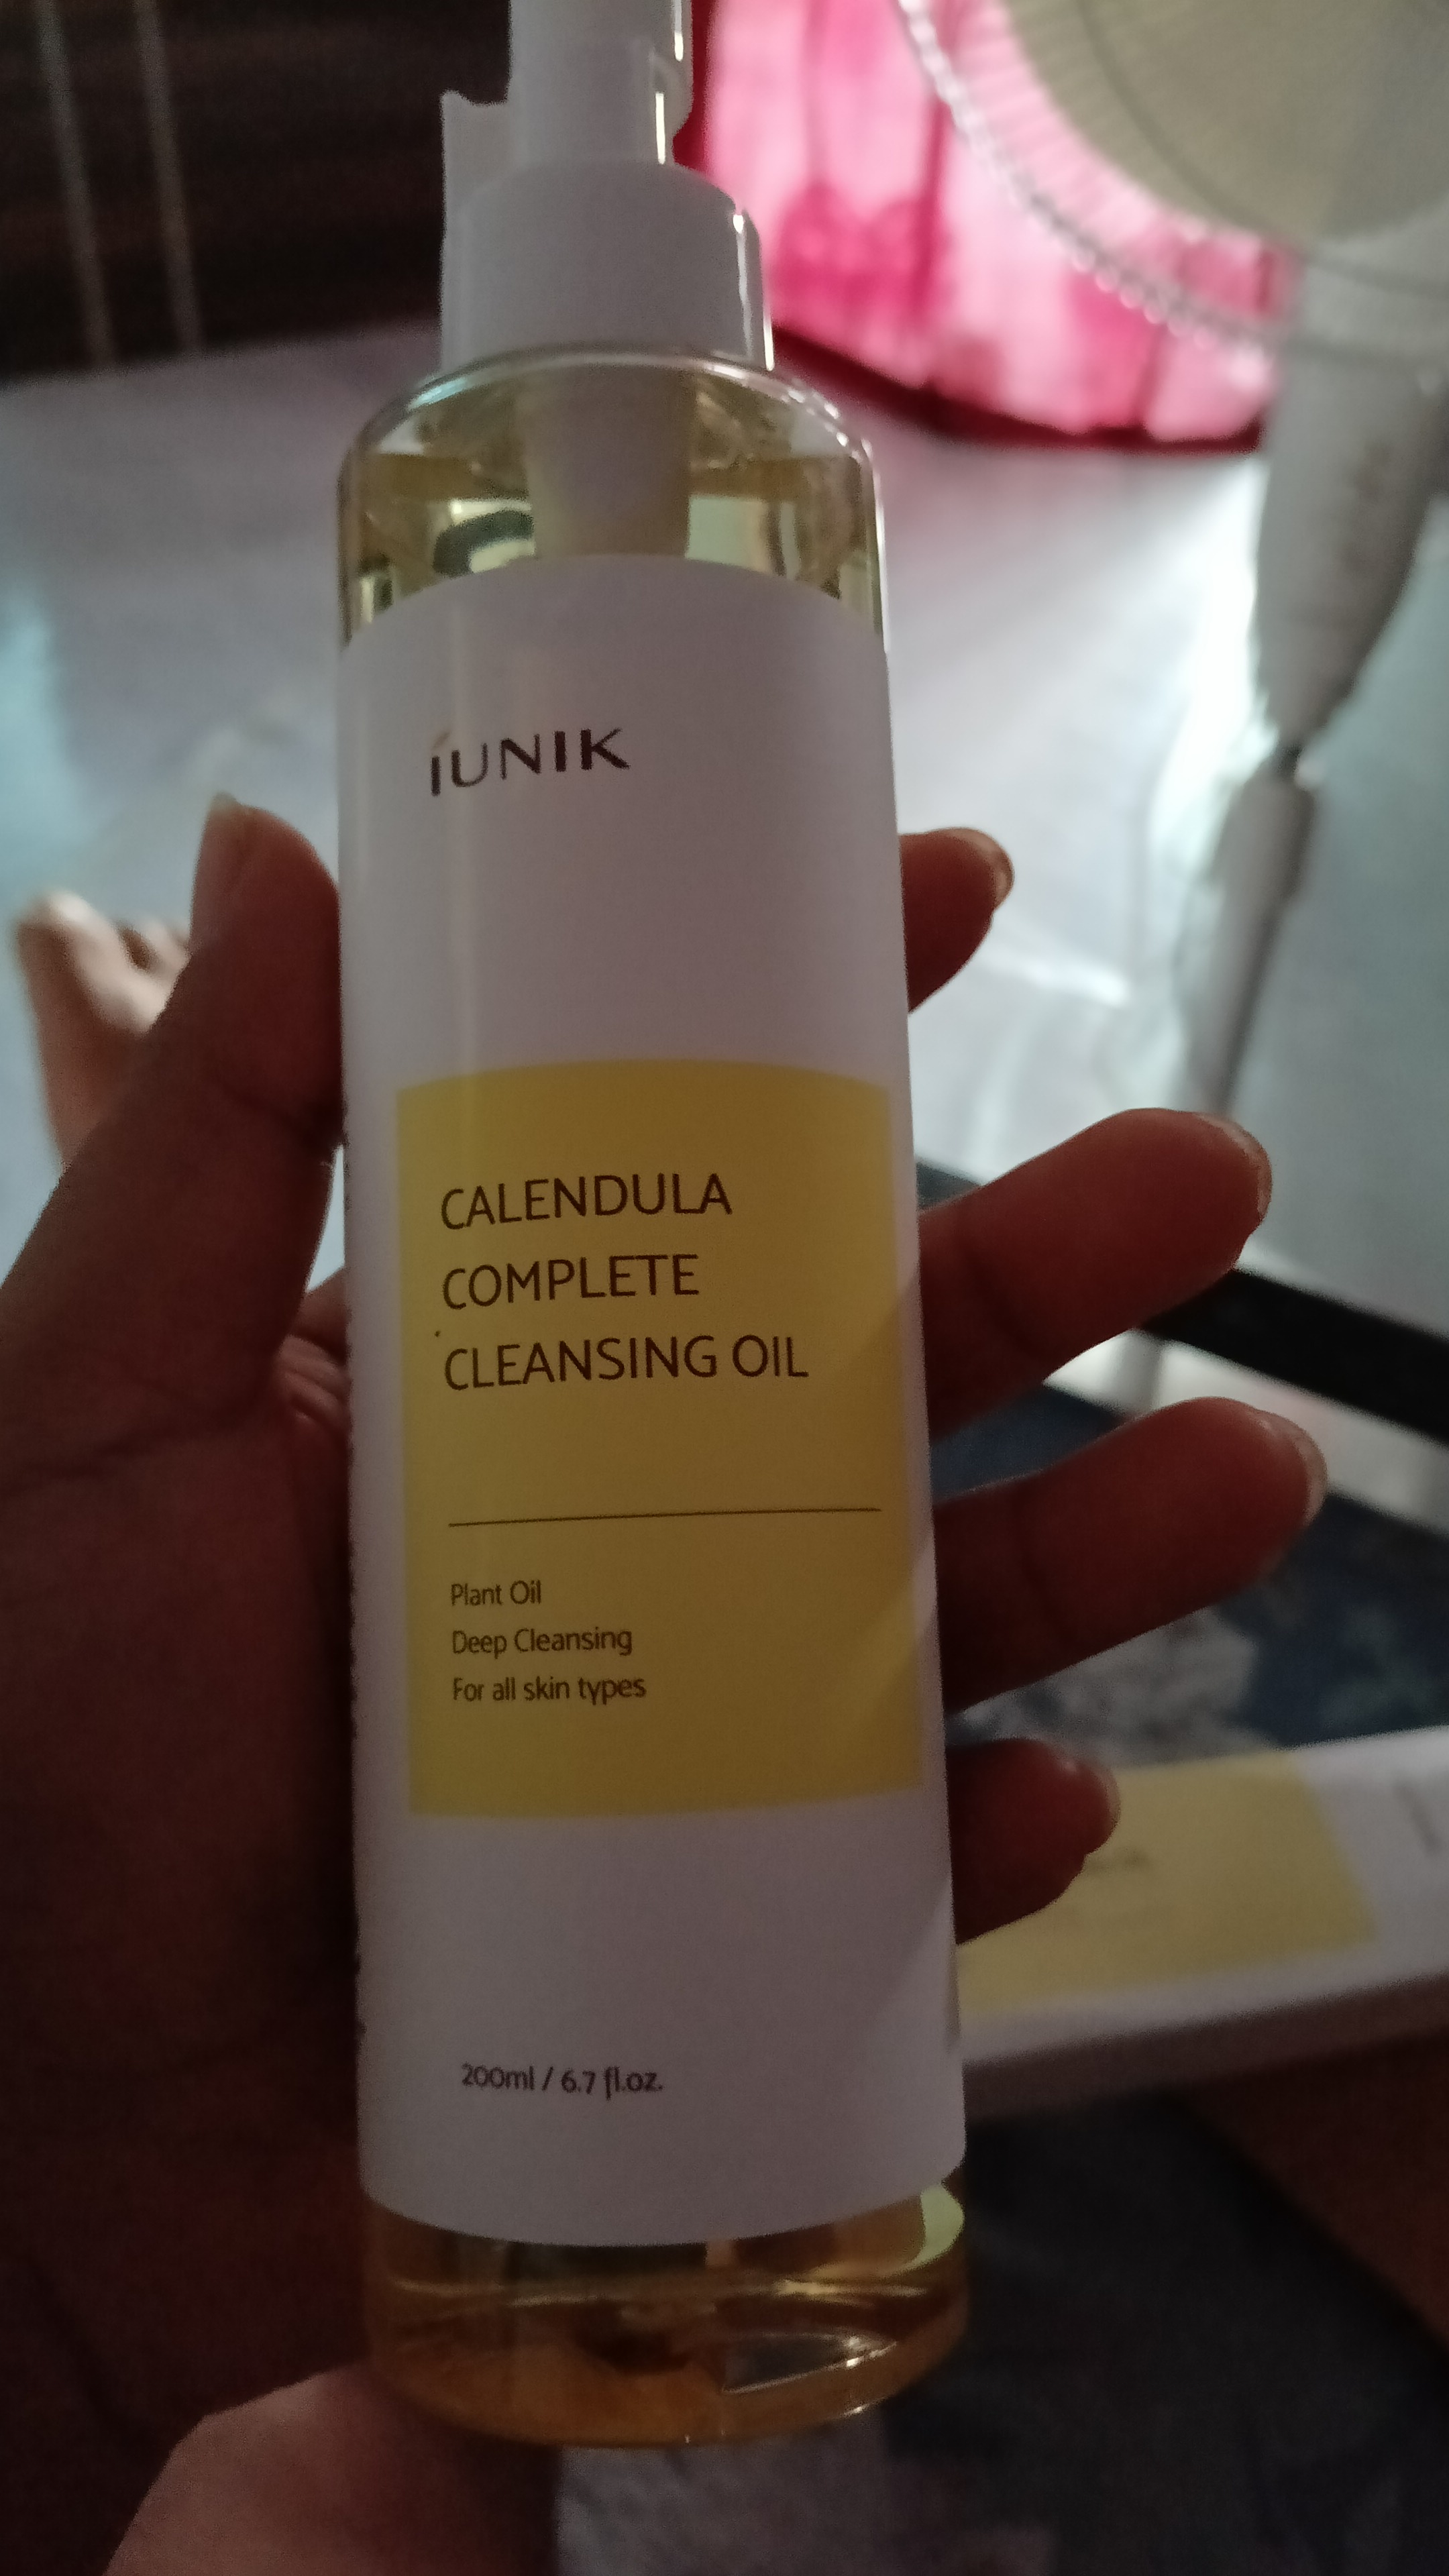 iUNIK
CALENDULA
COMPLETE
CLEANSING OIL
Plant Oil
Deep Cleansing
For all skin types
200ml / 6.7 fl.oz.